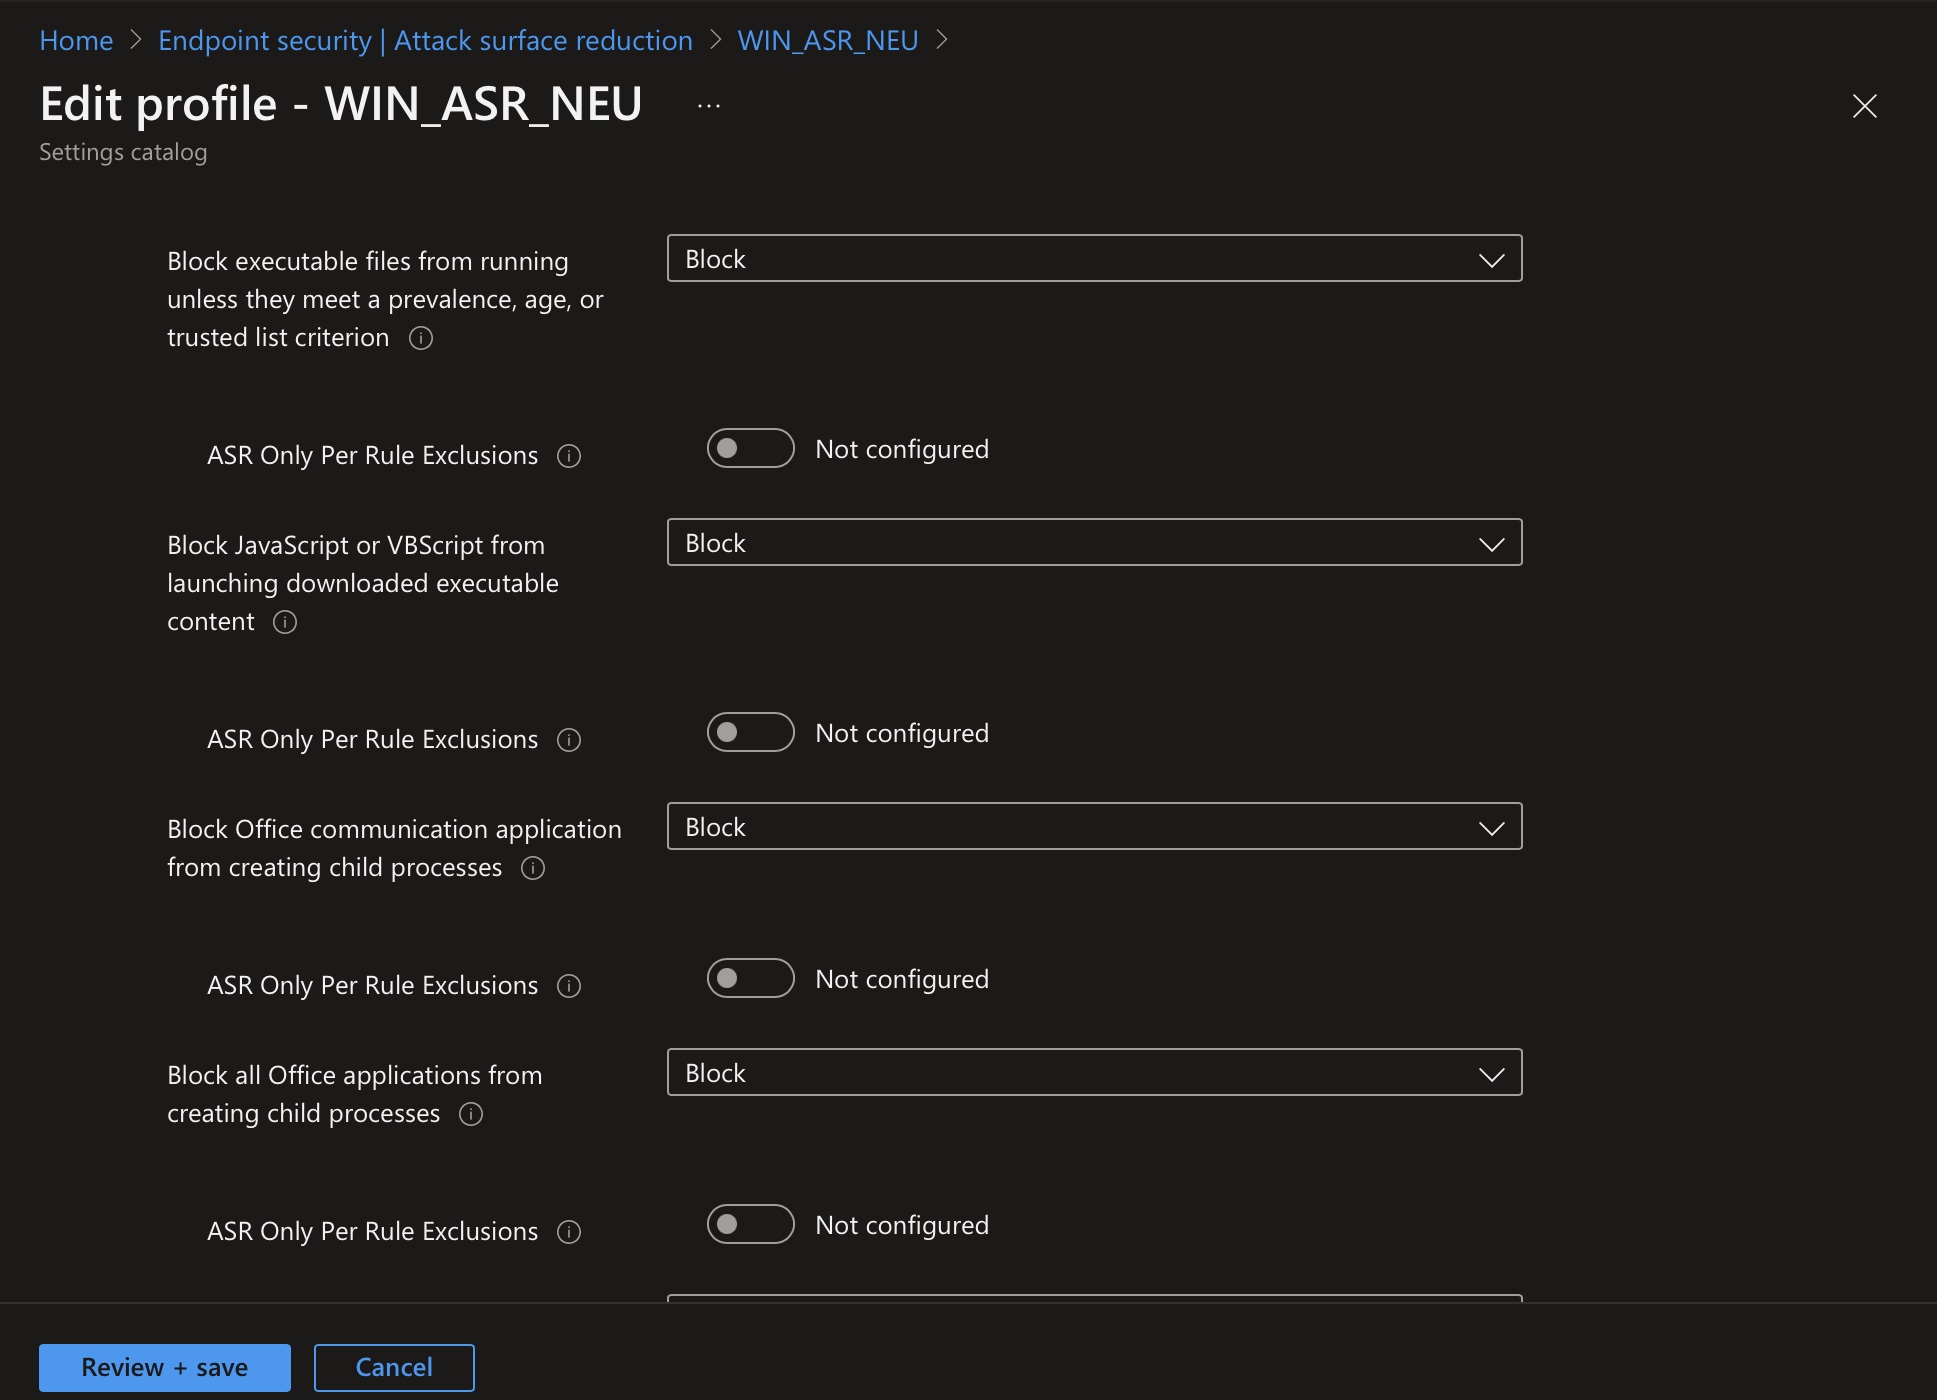 Home > Endpoint security | Attack surface reduction > WIN_ASR_NEU >
Edit profile - WIN_ASR_NEU ...
Settings catalog
Block executable files from running
unless they meet a prevalence, age, or
trusted list criterion
Block
ASR Only Per Rule Exclusions
Not configured
Block JavaScript or VBScript from
launching downloaded executable
content
Block
ASR Only Per Rule Exclusions
Not configured
Block Office communication application
from creating child processes
Block
ASR Only Per Rule Exclusions
Not configured
Block all Office applications from
creating child processes
Block
ASR Only Per Rule Exclusions
Not configured
Review + save
Cancel